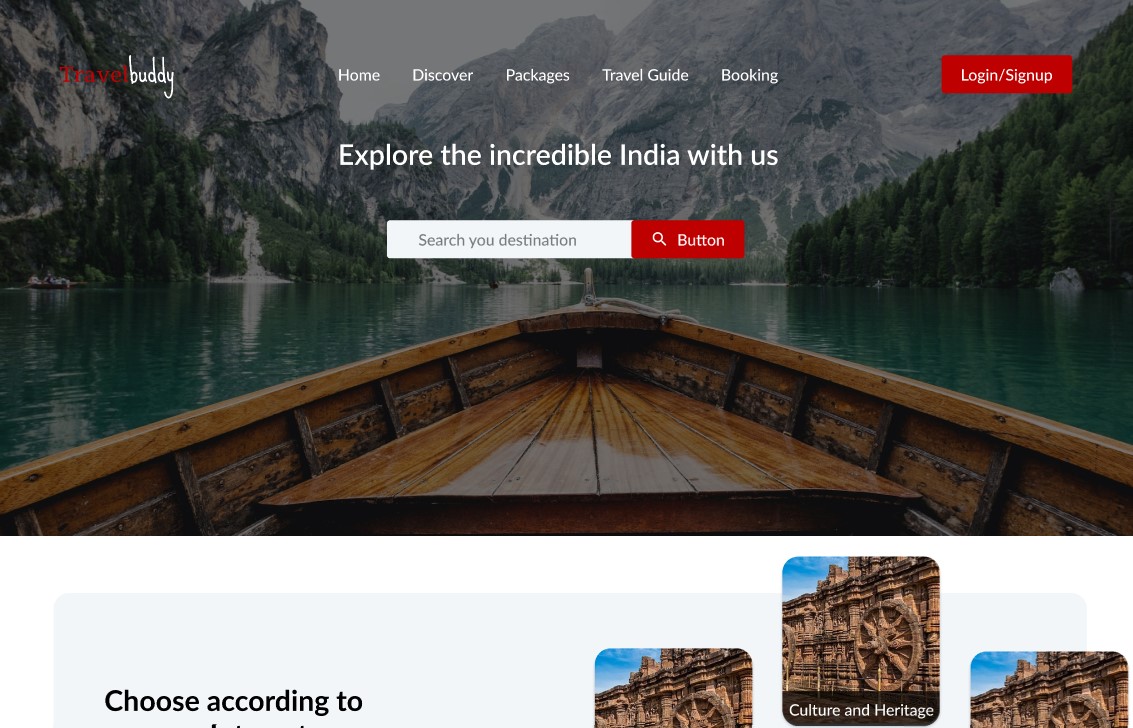 Travelbuddy
Home Discover Packages Travel Guide Booking
Login/Signup
Explore the incredible India with us
Search you destination
Button
Culture and Heritage
Choose according to